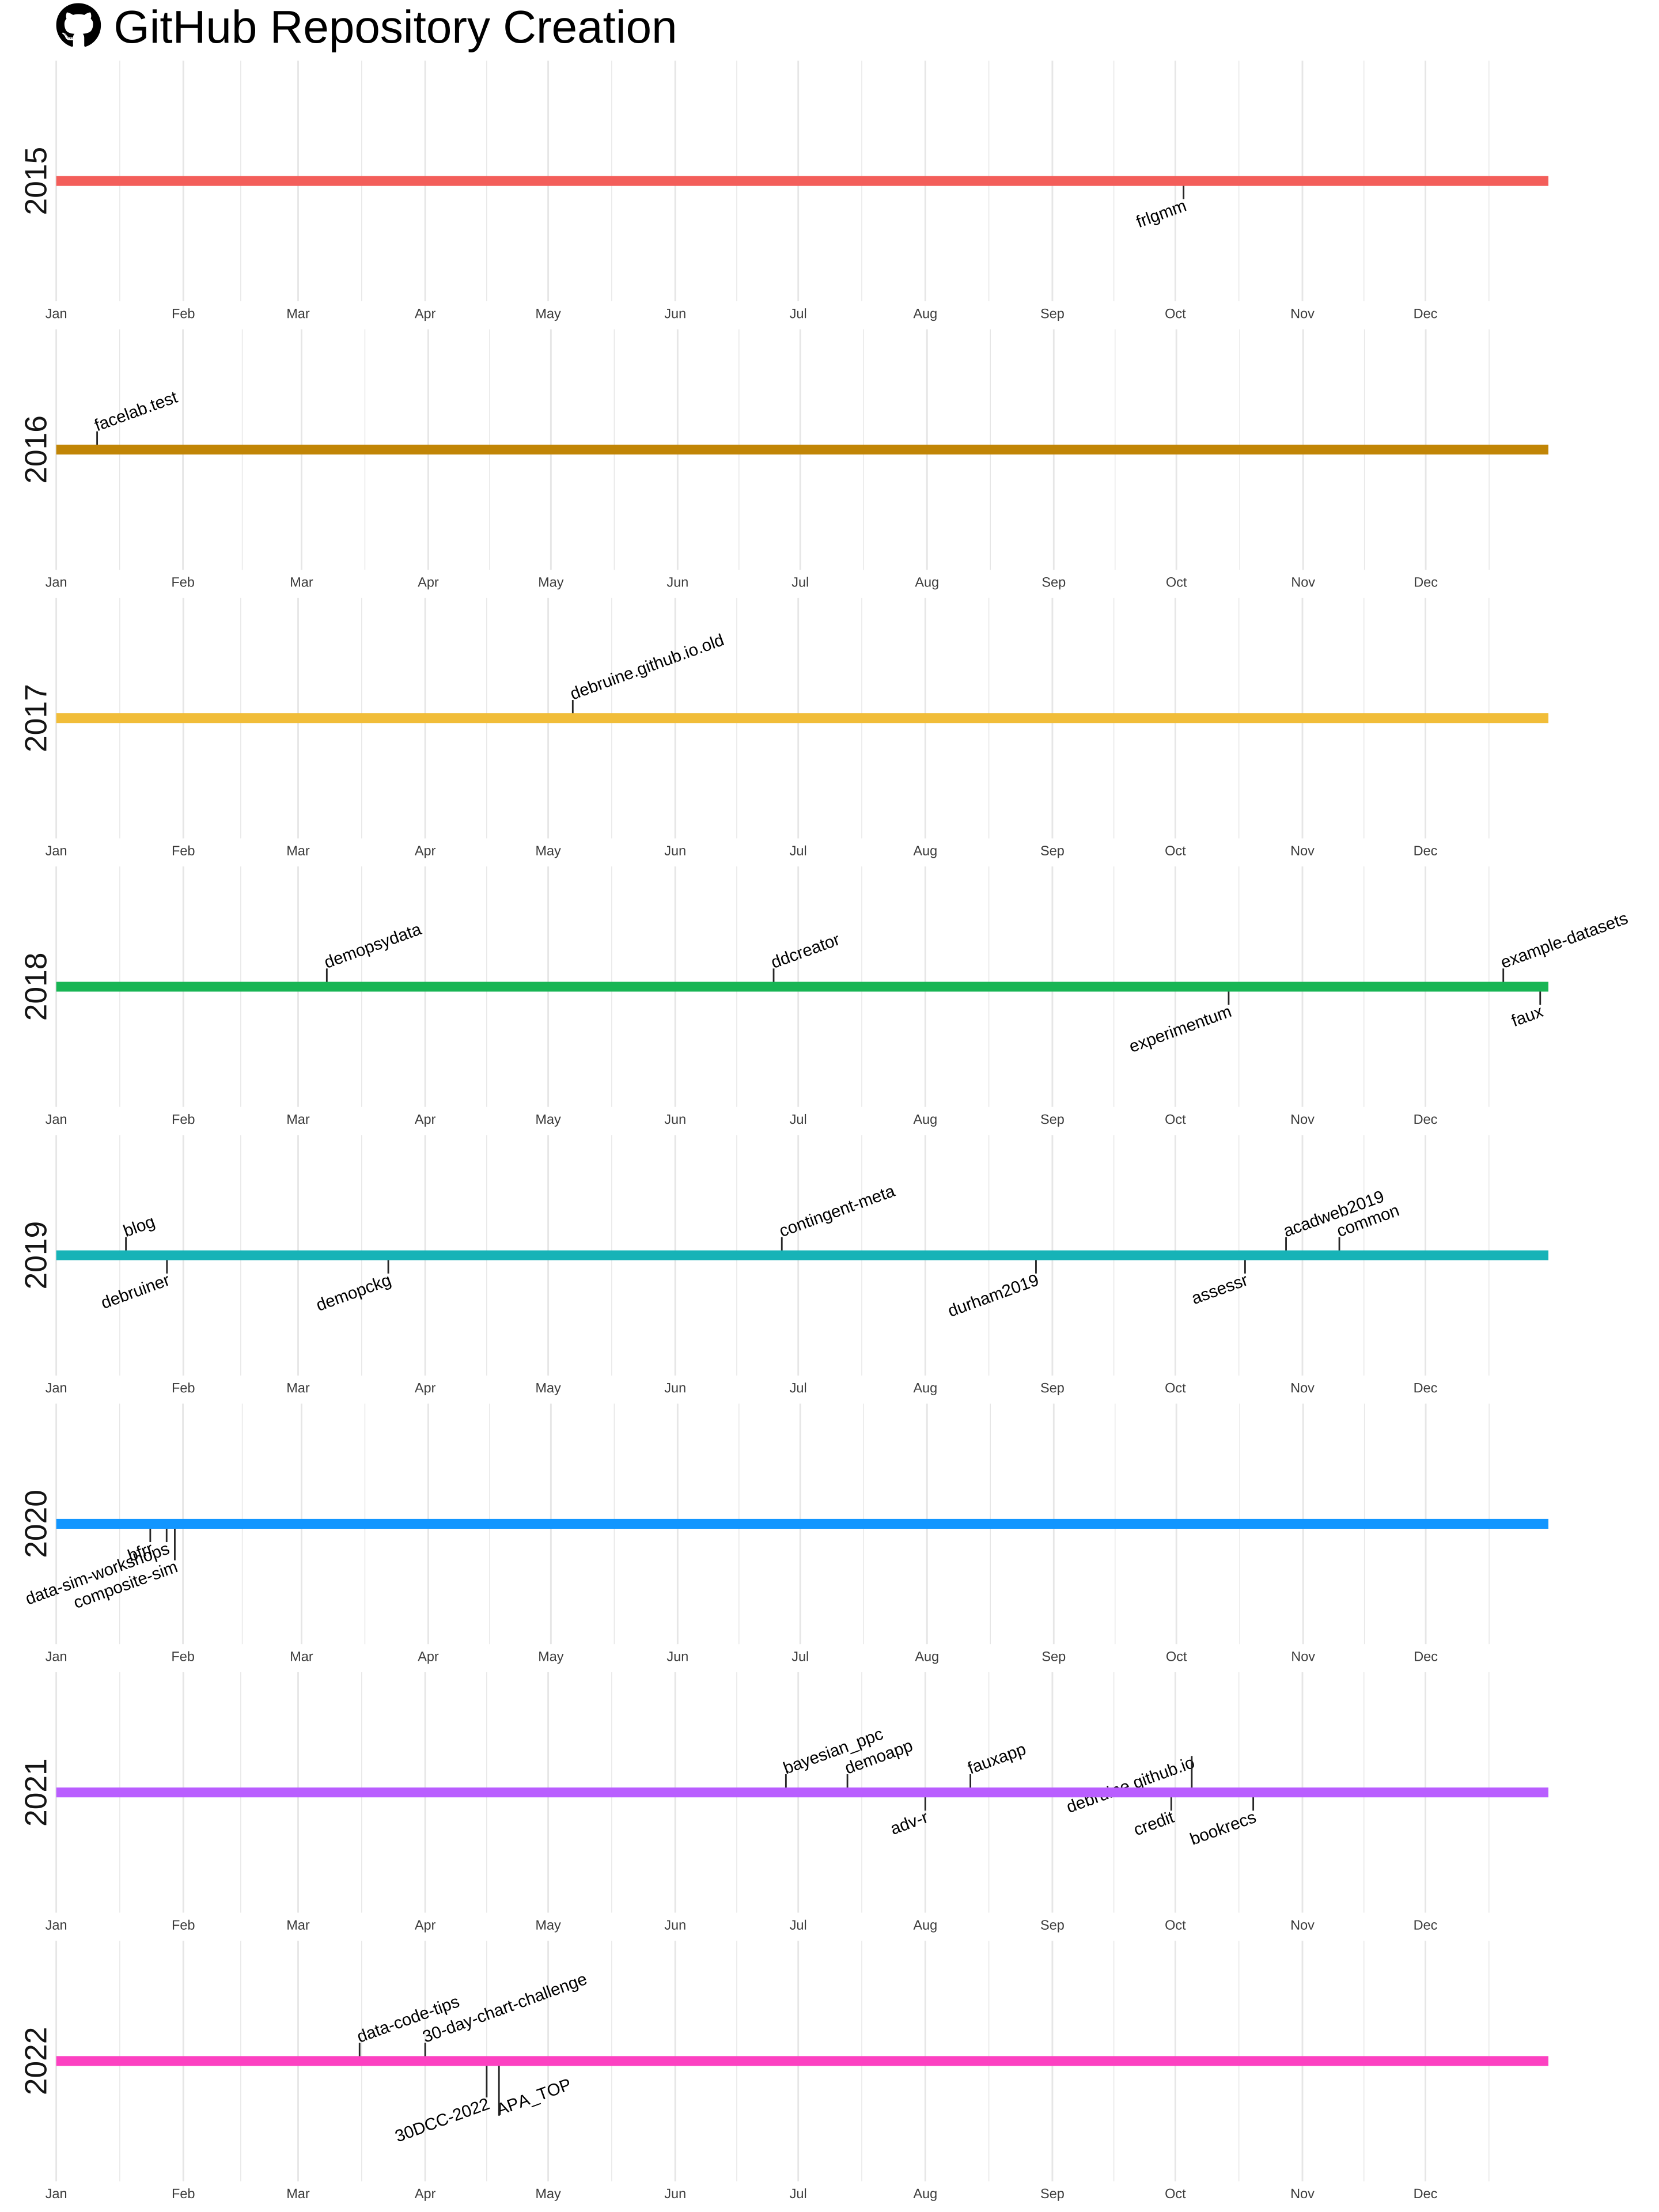 GitHub Repository Creation
2015
frlgmm
Jan Feb Mar Apr May Jun Jul Aug Sep Oct Nov Dec
2016
facelab.test
Jan Feb Mar Apr May Jun Jul Aug Sep Oct Nov Dec
2017
debruine.github.io.old
Jan Feb Mar Apr May Jun Jul Aug Sep Oct Nov Dec
2018
demopsydata
ddcreator
example-datasets
experimentum
faux
Jan Feb Mar Apr May Jun Jul Aug Sep Oct Nov Dec
2019
blog
contingent-meta
acadweb2019
common
debruiner
demopckg
durham2019
assessr
Jan Feb Mar Apr May Jun Jul Aug Sep Oct Nov Dec
2020
bfrr
data-sim-workshops
composite-sim
Jan Feb Mar Apr May Jun Jul Aug Sep Oct Nov Dec
2021
bayesian_ppc
demoapp
fauxapp
debruine.github.io
adv-r
credit
bookrecs
Jan Feb Mar Apr May Jun Jul Aug Sep Oct Nov Dec
2022
data-code-tips
30-day-chart-challenge
30DCC-2022
APA_TOP
Jan Feb Mar Apr May Jun Jul Aug Sep Oct Nov Dec